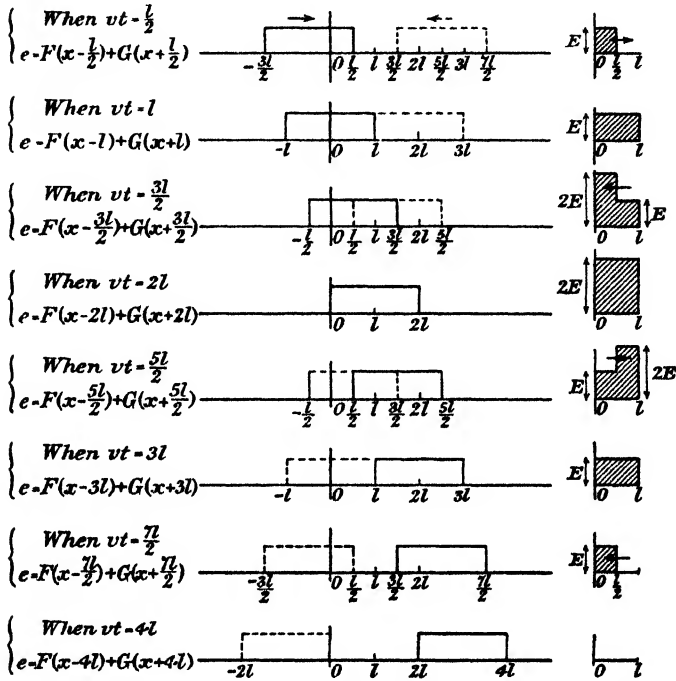 When vt = l/2
e = F(x - l/2) + G(x + l/2)
-3l/2 0 l/2 l 3l/2 2l 5l/2 3l 7l/2
E 0 l/2 l
When vt = l
e = F(x - l) + G(x + l)
-l 0 l 2l 3l
E 0 l
When vt = 3l/2
e = F(x - 3l/2) + G(x + 3l/2)
-l/2 0 l/2 l 3l/2 2l 5l/2
2E E 0 l
When vt = 2l
e = F(x - 2l) + G(x + 2l)
0 l 2l
2E 0 l
When vt = 5l/2
e = F(x - 5l/2) + G(x + 5l/2)
-l/2 0 l/2 l 3l/2 2l 5l/2
E 2E 0 l
When vt = 3l
e = F(x - 3l) + G(x + 3l)
-l 0 l 2l 3l
E 0 l
When vt = 7l/2
e = F(x - 7l/2) + G(x + 7l/2)
-3l/2 0 l/2 l 3l/2 2l 7l/2
E 0 l/2
When vt = 4l
e = F(x - 4l) + G(x + 4l)
-2l 0 l 2l 4l
0 l